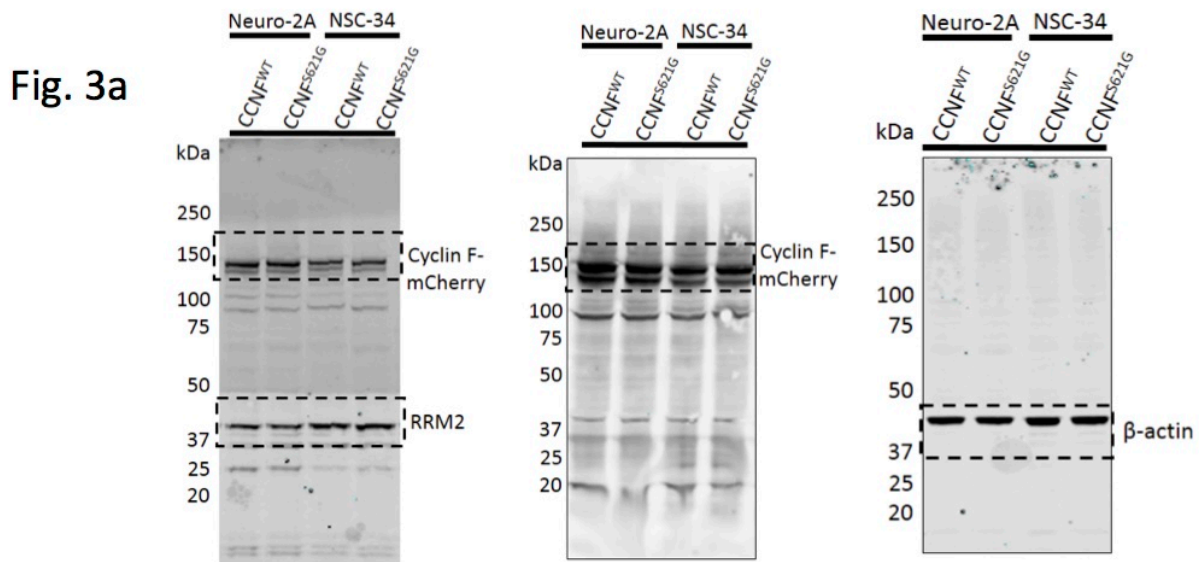 Fig. 3a
Neuro-2A NSC-34
CCNF^WT CCNF^S621G CCNF^WT CCNF^S621G
kDa
250
150
100
75
50
37
25
20
Cyclin F-
mCherry
RRM2
Neuro-2A NSC-34
CCNF^WT CCNF^S621G CCNF^WT CCNF^S621G
kDa
250
150
100
75
50
37
25
20
Cyclin F-
mCherry
Neuro-2A NSC-34
CCNF^WT CCNF^S621G CCNF^WT CCNF^S621G
kDa
250
150
100
75
50
37
25
20
β-actin